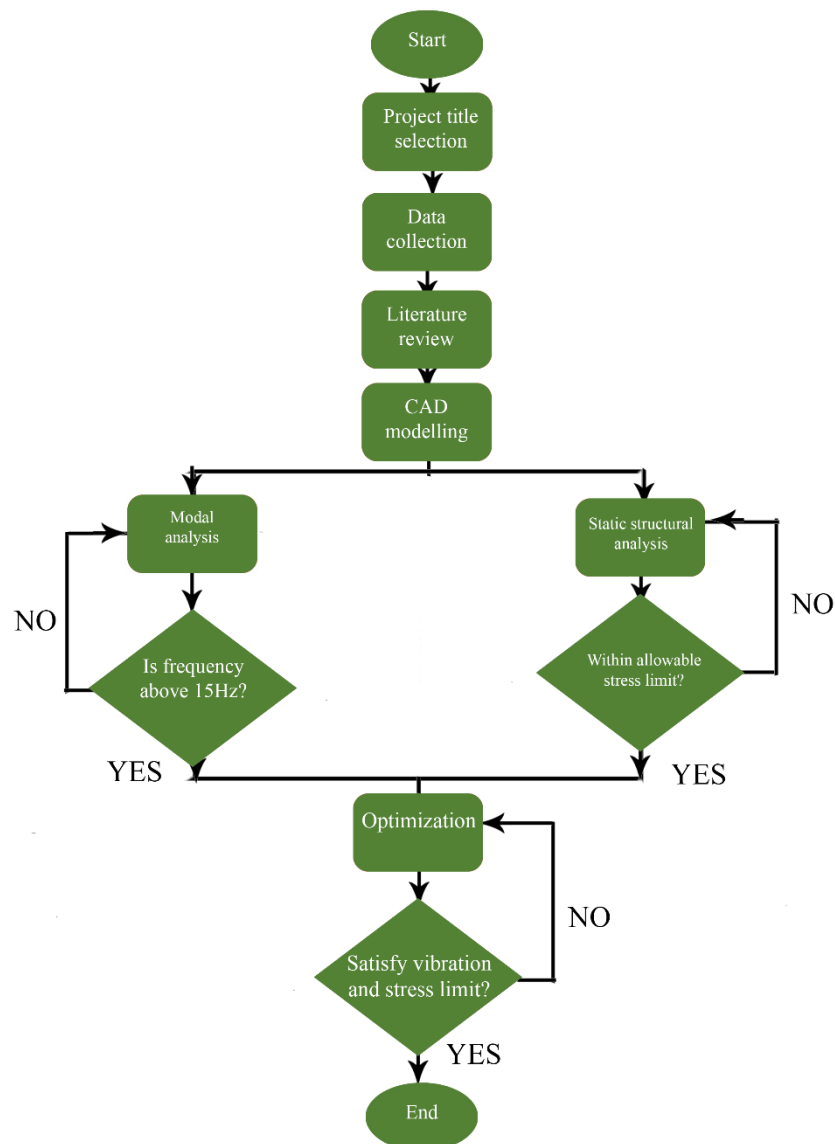 Start
Project title
selection
Data
collection
Literature
review
CAD
modelling
Modal
analysis
Static structural
analysis
NO
NO
Is frequency
above 15Hz?
Within allowable
stress limit?
YES
YES
Optimization
NO
Satisfy vibration
and stress limit?
YES
End